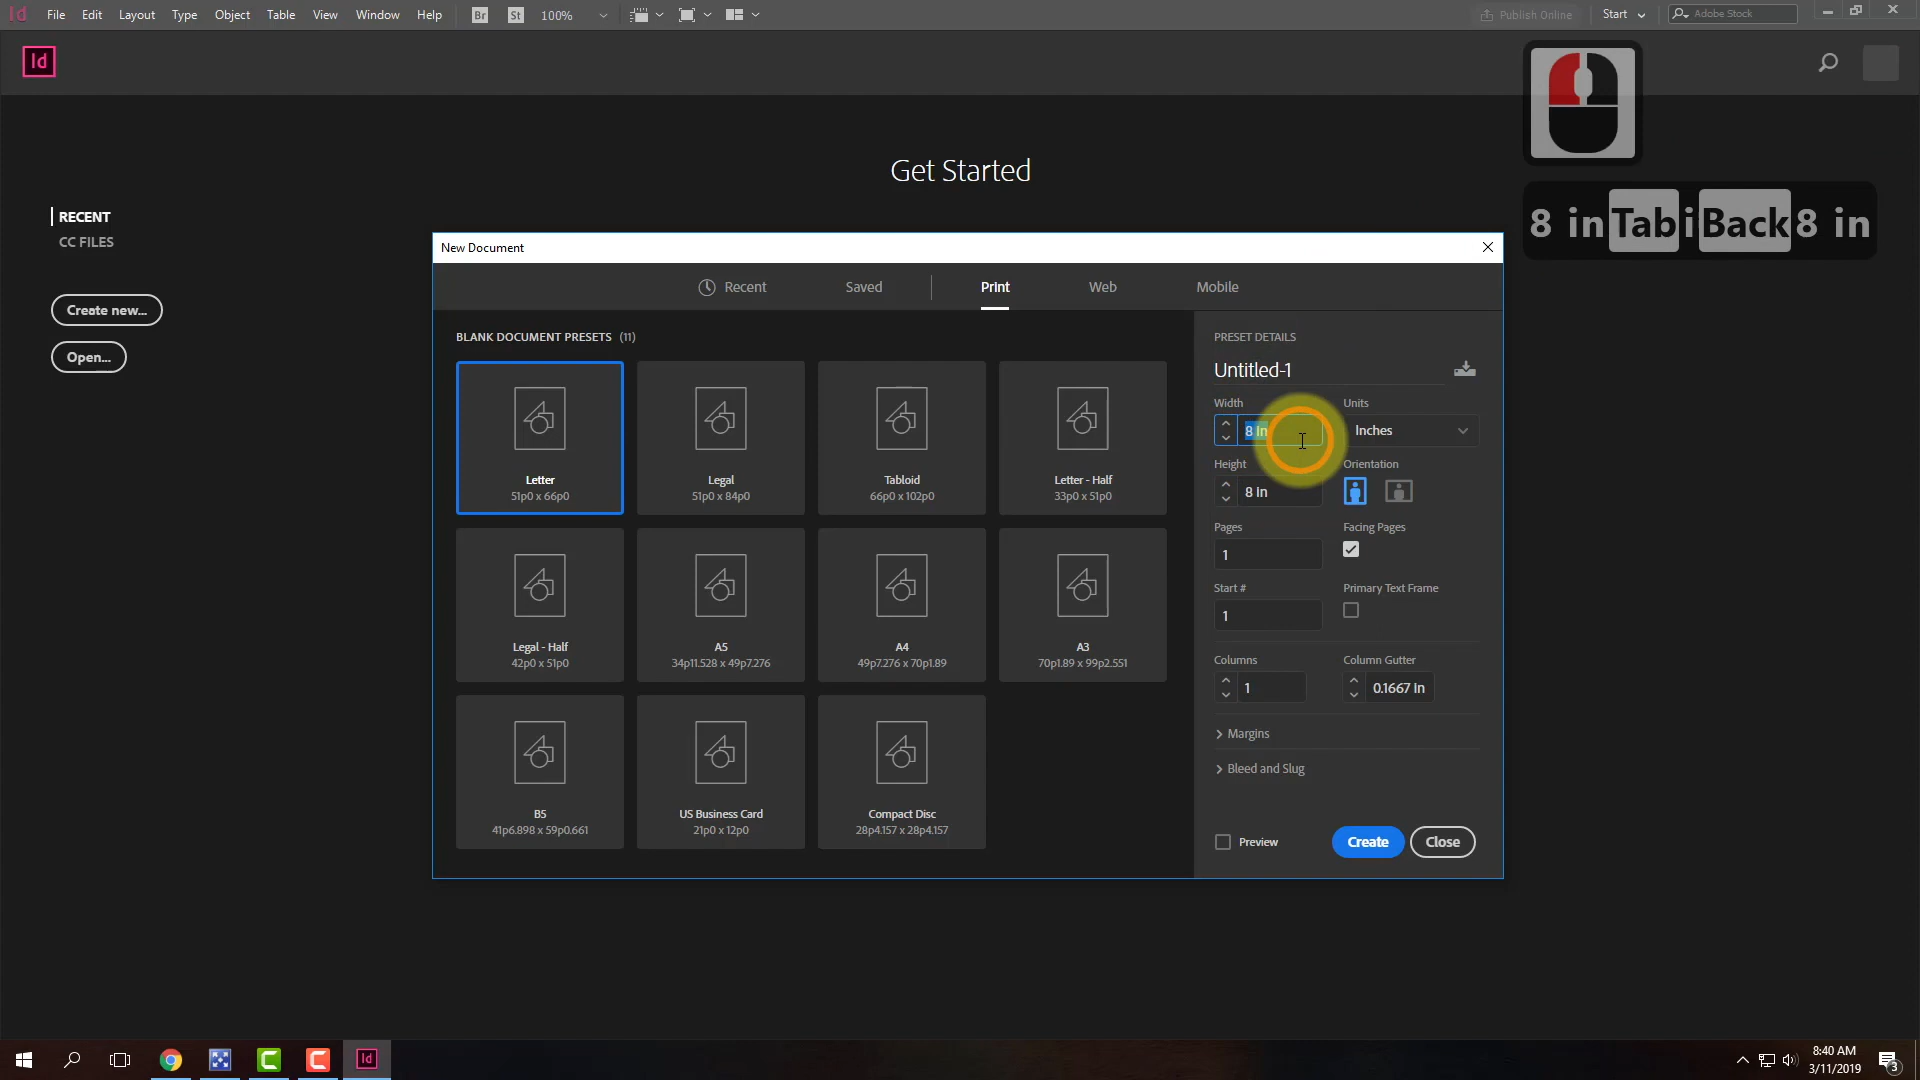 Id File Edit Layout Type Object Table View Window Help Br St 100% Publish Online Start Adobe Stock
Id
Get Started
RECENT
CC FILES
Create new...
Open...
8 in Tab i Back 8 in
New Document
Recent Saved Print Web Mobile
BLANK DOCUMENT PRESETS (11)
Letter
51p0 x 66p0
Legal
51p0 x 84p0
Tabloid
66p0 x 102p0
Letter - Half
33p0 x 51p0
Legal - Half
42p0 x 51p0
A5
34p11.528 x 49p7.276
A4
49p7.276 x 70p1.89
A3
70p1.89 x 99p2.551
B5
41p6.898 x 59p0.661
US Business Card
21p0 x 12p0
Compact Disc
28p4.157 x 28p4.157
PRESET DETAILS
Untitled-1
Width Units
8 in Inches
Height Orientation
8 in
Pages Facing Pages
1
Start # Primary Text Frame
1
Columns Column Gutter
1 0.1667 in
Margins
Bleed and Slug
Preview Create Close
Id
8:40 AM
3/11/2019
3